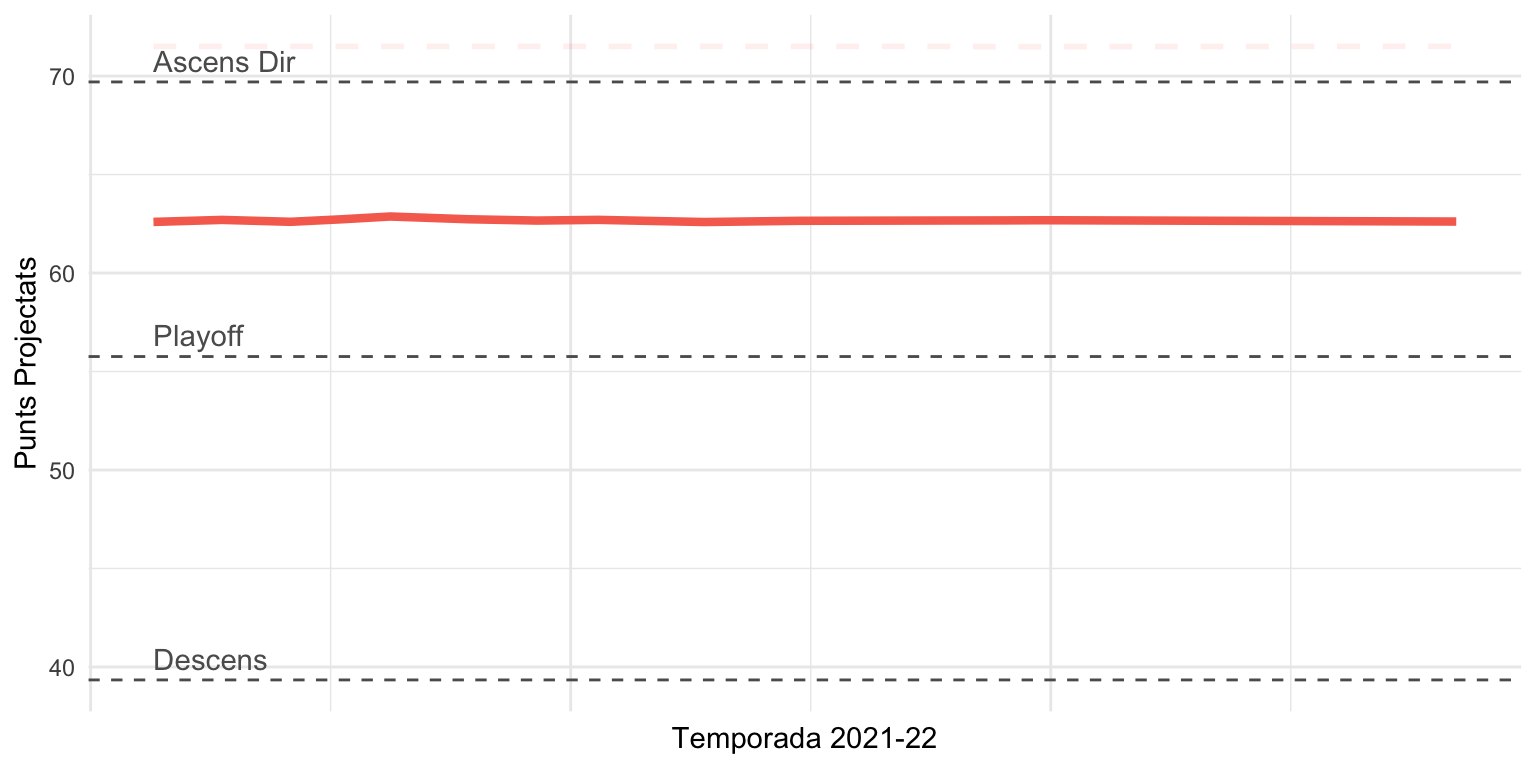 Ascens Dir
70
60
Playoff
Punts Projectats
50
Descens
40
Temporada 2021-22